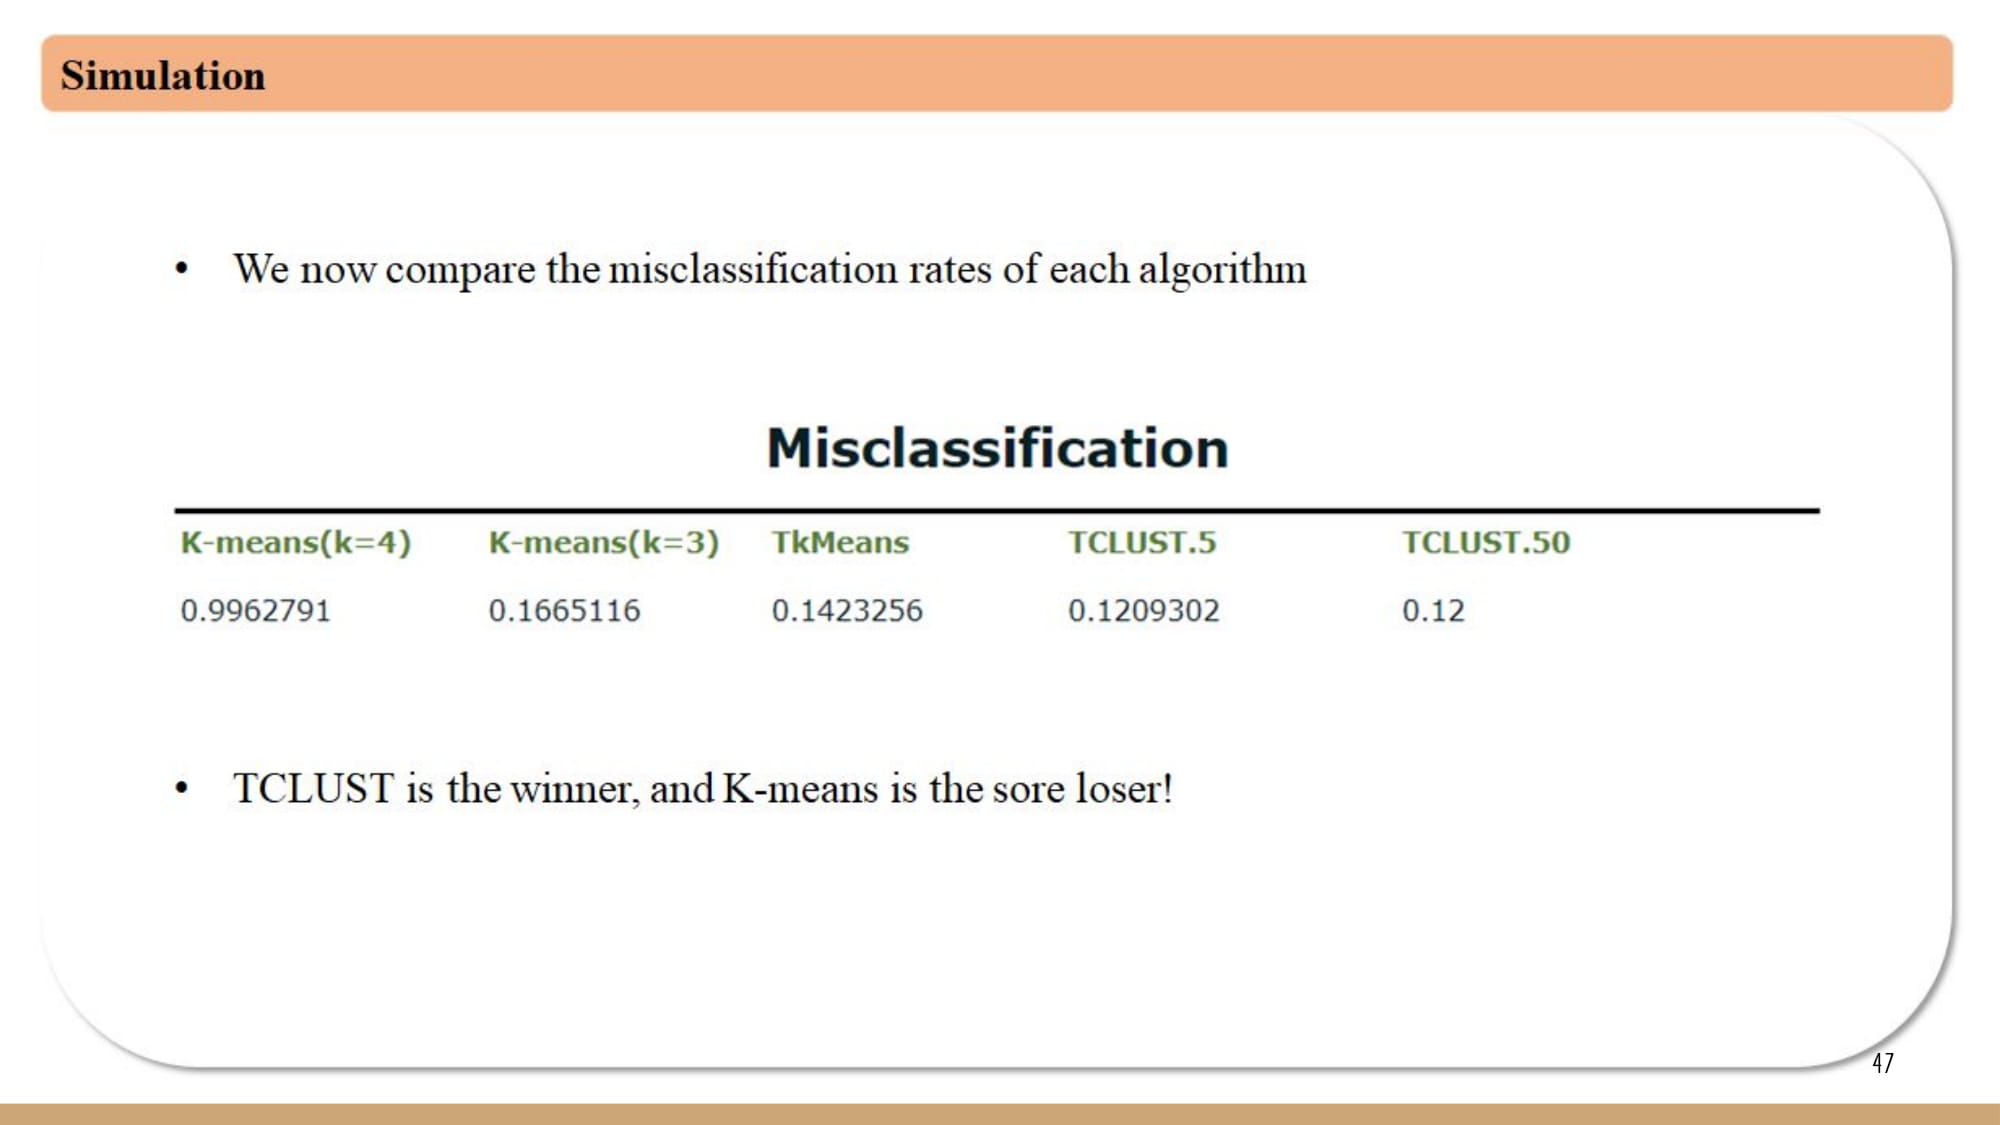 Simulation
• We now compare the misclassification rates of each algorithm
Misclassification
K-means(k=4) K-means(k=3) TkMeans TCLUST.5 TCLUST.50
0.9962791 0.1665116 0.1423256 0.1209302 0.12
• TCLUST is the winner, and K-means is the sore loser!
47